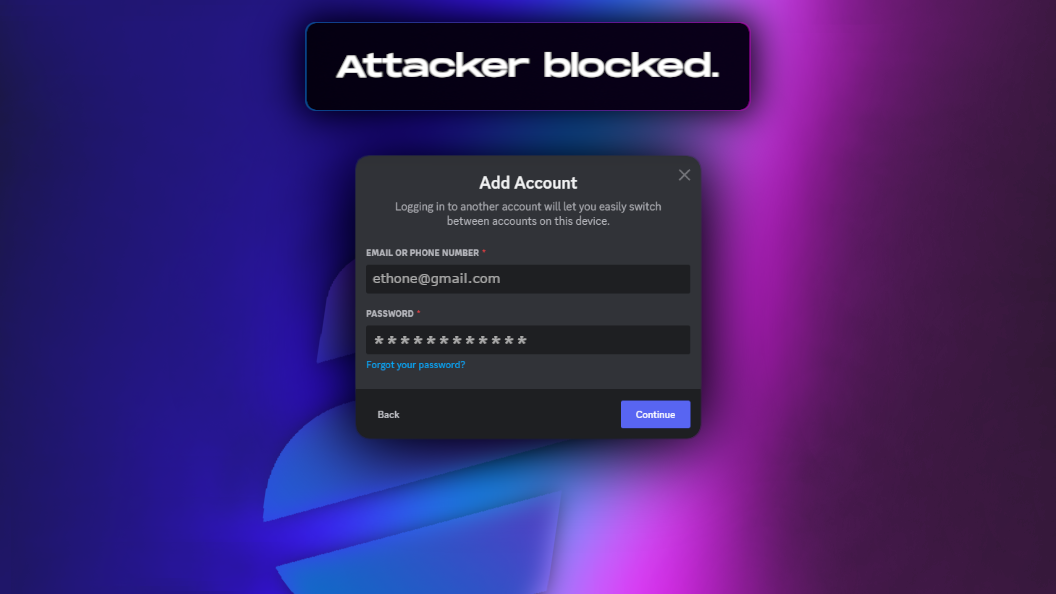 Attacker blocked.
Add Account
Logging in to another account will let you easily switch
between accounts on this device.
EMAIL OR PHONE NUMBER *
ethone@gmail.com
PASSWORD *
************
Forgot your password?
Back
Continue